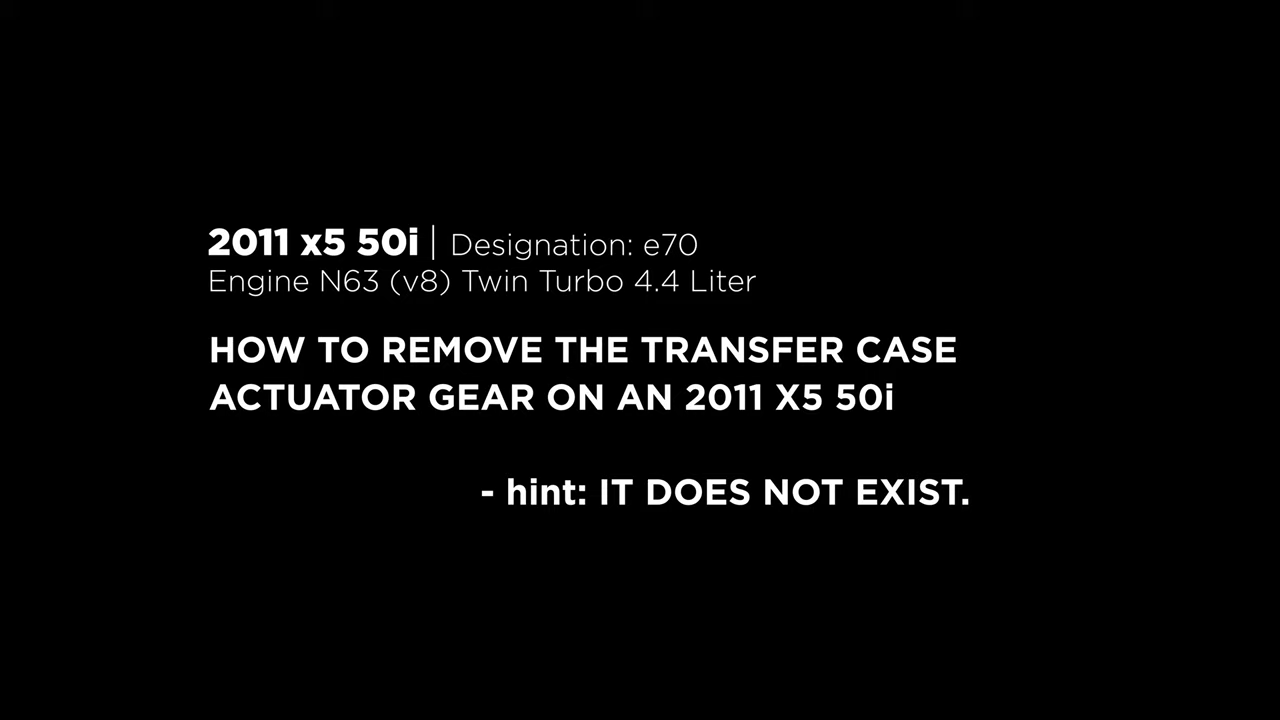 2011 x5 50i | Designation: e70
Engine N63 (v8) Twin Turbo 4.4 Liter
HOW TO REMOVE THE TRANSFER CASE
ACTUATOR GEAR ON AN 2011 X5 50i
- hint: IT DOES NOT EXIST.